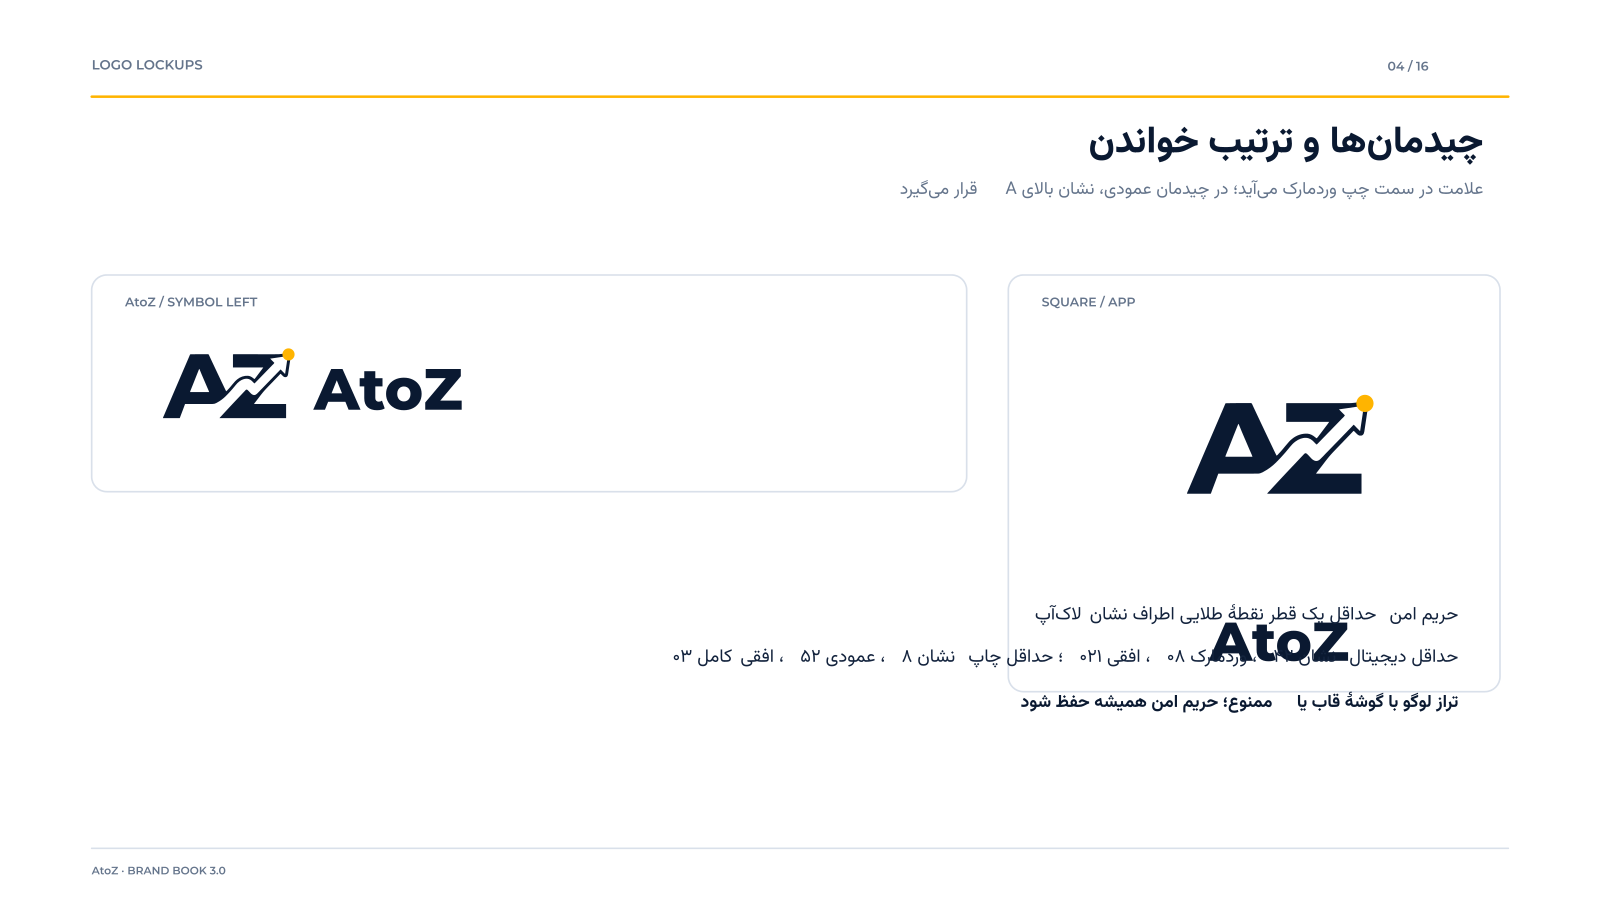 LOGO LOCKUPS
04 / 16
چیدمان‌ها و ترتیب خواندن
علامت در سمت چپ وردمارک می‌آید؛ در چیدمان عمودی، نشان بالای A قرار می‌گیرد
AtoZ / SYMBOL LEFT
AZ AtoZ
SQUARE / APP
AZ
حریم امن حداقل یک قطر نقطهٔ طلایی اطراف نشان لاک‌آپ
AtoZ
حداقل دیجیتال نشان ، وردمارک ۰۸ ، افقی ۰۲۱ ؛ حداقل چاپ نشان ۸ ، عمودی ۵۲ ، افقی کامل ۰۳
تراز لوگو با گوشهٔ قاب یا ممنوع؛ حریم امن همیشه حفظ شود
AtoZ · BRAND BOOK 3.0